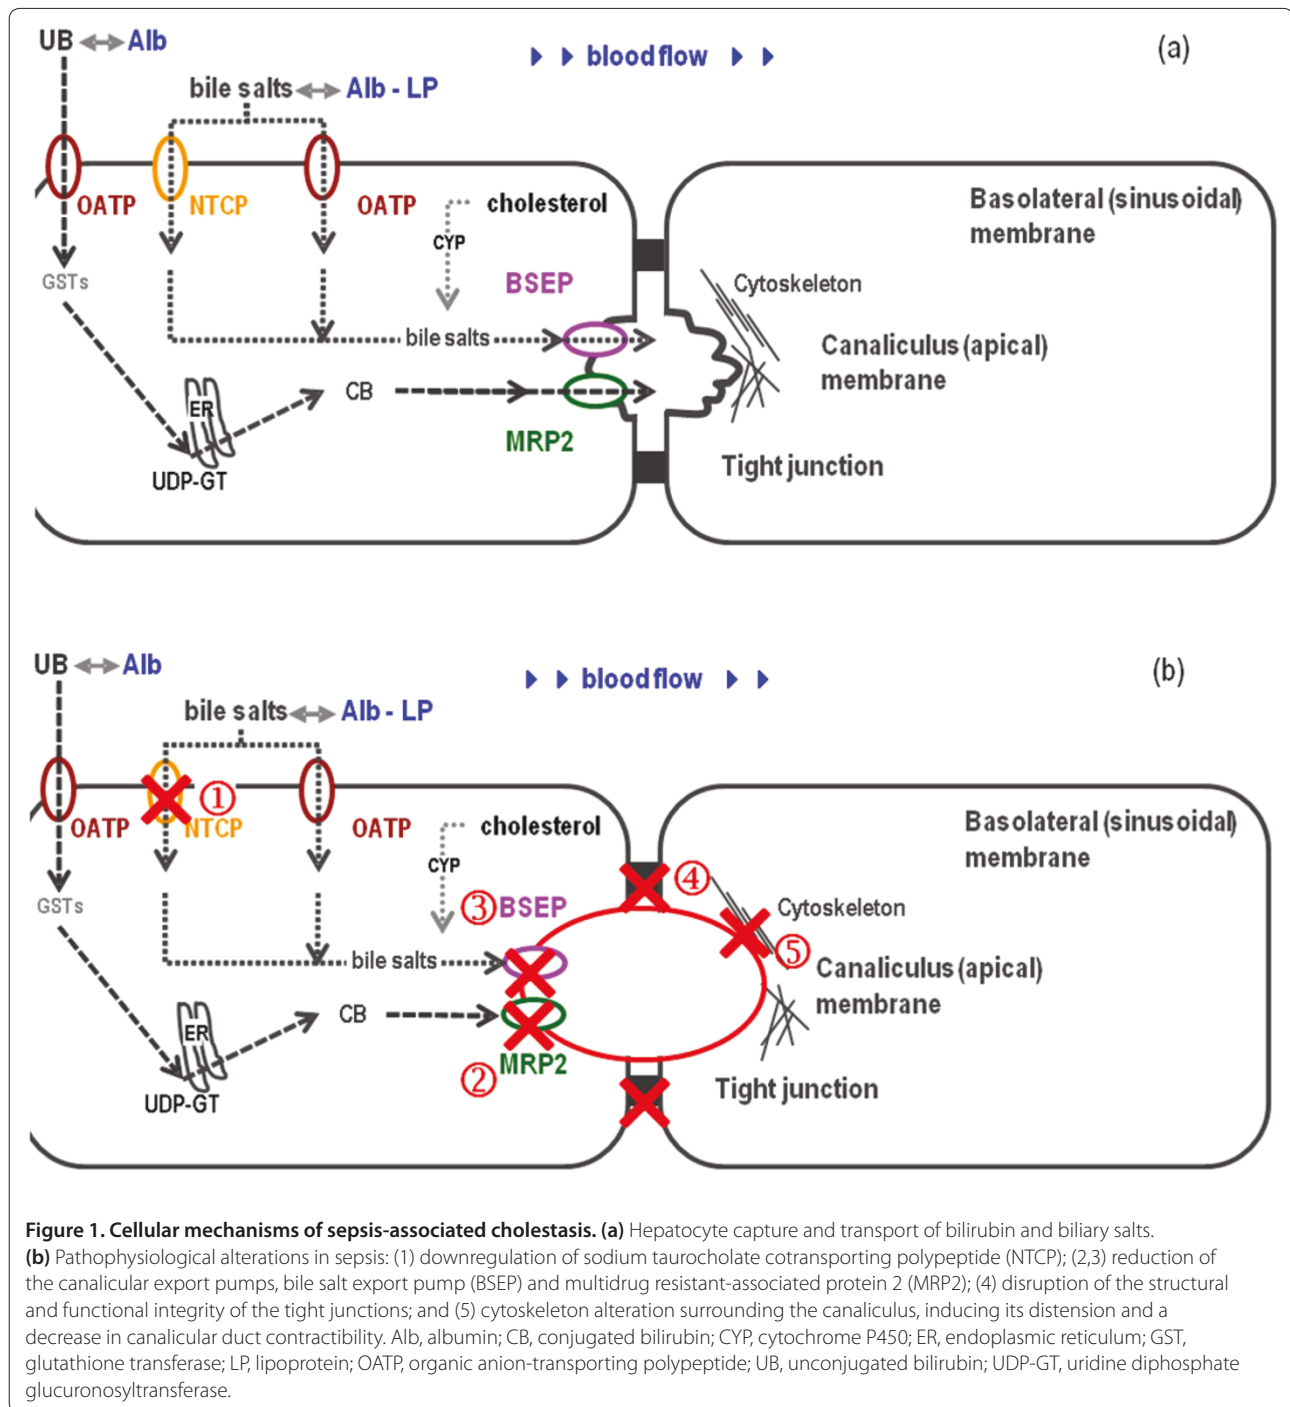 UB Alb
blood flow
(a)
bile salts Alb - LP
OATP NTCP OATP
cholesterol
CYP
Basolateral (sinusoidal)
membrane
GSTs
BSEP
Cytoskeleton
bile salts
Canaliculus (apical)
membrane
CB
ER
MRP2
UDP-GT
Tight junction
UB Alb
blood flow
(b)
bile salts Alb - LP
①
OATP NTCP OATP
cholesterol
CYP
Basolateral (sinusoidal)
membrane
④
GSTs
③ BSEP
Cytoskeleton
⑤
bile salts
Canaliculus (apical)
membrane
CB
ER
MRP2
②
UDP-GT
Tight junction
Figure 1. Cellular mechanisms of sepsis-associated cholestasis. (a) Hepatocyte capture and transport of bilirubin and biliary salts.
(b) Pathophysiological alterations in sepsis: (1) downregulation of sodium taurocholate cotransporting polypeptide (NTCP); (2,3) reduction of
the canalicular export pumps, bile salt export pump (BSEP) and multidrug resistant-associated protein 2 (MRP2); (4) disruption of the structural
and functional integrity of the tight junctions; and (5) cytoskeleton alteration surrounding the canaliculus, inducing its distension and a
decrease in canalicular duct contractibility. Alb, albumin; CB, conjugated bilirubin; CYP, cytochrome P450; ER, endoplasmic reticulum; GST,
glutathione transferase; LP, lipoprotein; OATP, organic anion-transporting polypeptide; UB, unconjugated bilirubin; UDP-GT, uridine diphosphate
glucuronosyltransferase.